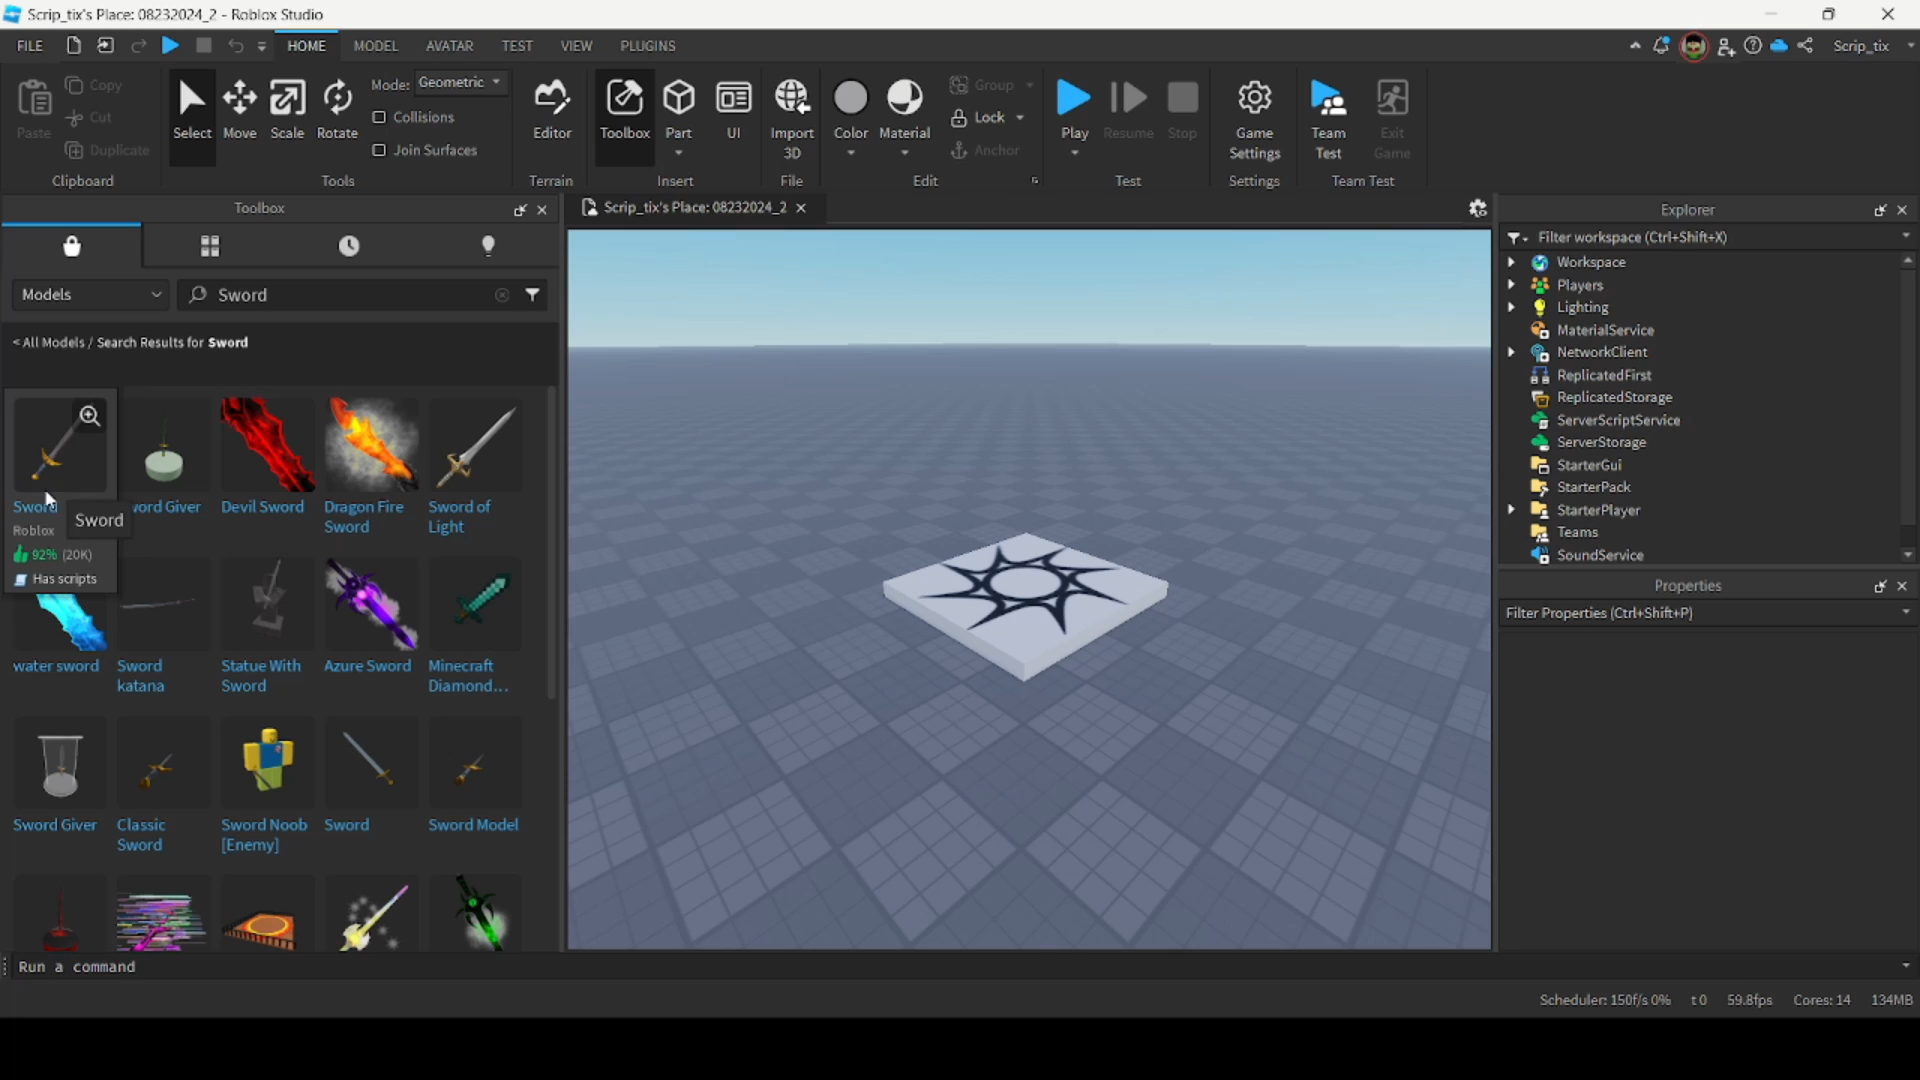 Scrip_tix's Place: 08232024_2 - Roblox Studio
FILE HOME MODEL AVATAR TEST VIEW PLUGINS Scrip_tix
Paste Copy Cut Duplicate Clipboard
Select Move Scale Rotate Mode: Geometric Collisions Join Surfaces Tools
Editor Terrain
Toolbox Part UI Insert
Import 3D File
Color Material Group Lock Anchor Edit
Play Resume Stop Test
Game Settings Settings
Team Test Exit Game Team Test
Toolbox
Models Sword
< All Models / Search Results for Sword
Sword
Roblox
92% (20K)
Has scripts
Sword
word Giver
Devil Sword
Dragon Fire Sword
Sword of Light
water sword
Sword katana
Statue With Sword
Azure Sword
Minecraft Diamond...
Sword Giver
Classic Sword
Sword Noob [Enemy]
Sword
Sword Model
Scrip_tix's Place: 08232024_2
Explorer
Filter workspace (Ctrl+Shift+X)
Workspace
Players
Lighting
MaterialService
NetworkClient
ReplicatedFirst
ReplicatedStorage
ServerScriptService
ServerStorage
StarterGui
StarterPack
StarterPlayer
Teams
SoundService
Properties
Filter Properties (Ctrl+Shift+P)
Run a command
Scheduler: 150f/s 0% t0 59.8fps Cores: 14 134MB